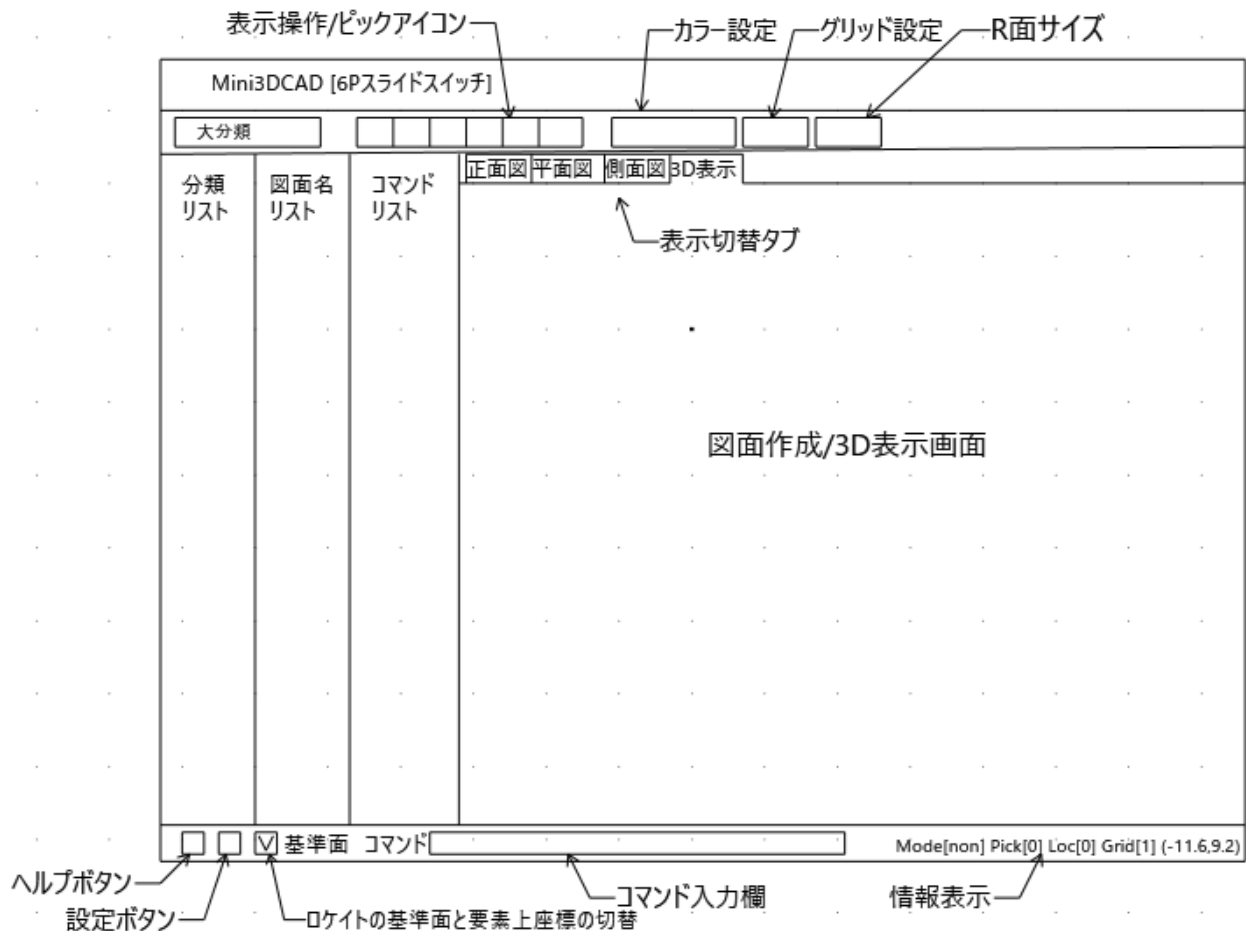 表示操作/ピックアイコン
カラー設定
グリッド設定
R面サイズ
Mini3DCAD [6Pスライドスイッチ]
大分類
正面図
平面図
側面図
3D表示
分類
リスト
図面名
リスト
コマンド
リスト
表示切替タブ
図面作成/3D表示画面
基準面
コマンド
Mode[non] Pick[0] Loc[0] Grid[1] (-11.6,9.2)
ヘルプボタン
設定ボタン
ロケイトの基準面と要素上座標の切替
コマンド入力欄
情報表示